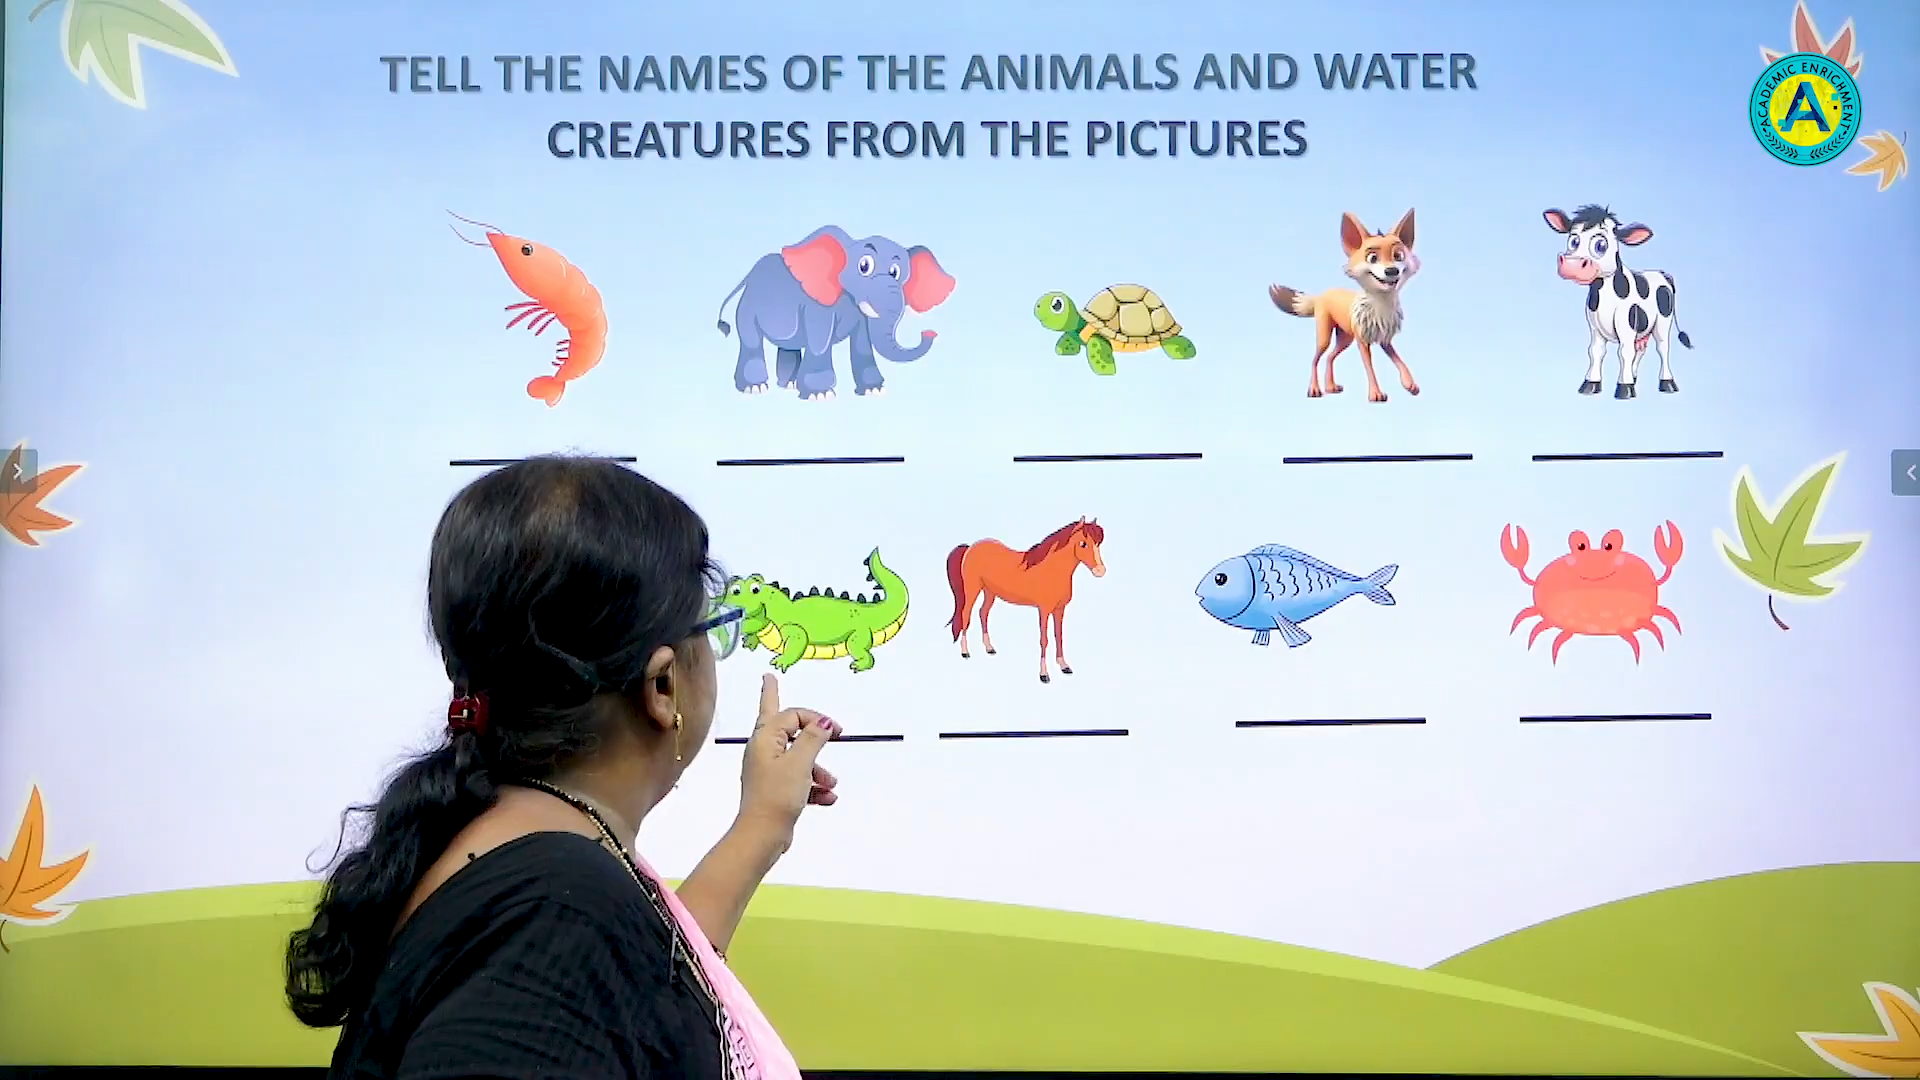 TELL THE NAMES OF THE ANIMALS AND WATER
CREATURES FROM THE PICTURES
ACADEMIC ENRICHMENT
A